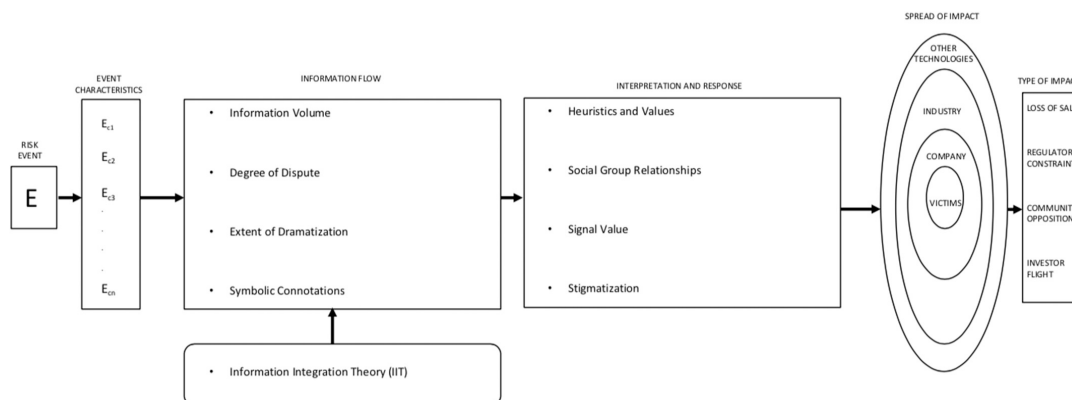 RISK
EVENT
E
EVENT
CHARACTERISTICS
Ec1
Ec2
Ec3
.
.
.
.
Ecn
INFORMATION FLOW
• Information Volume
• Degree of Dispute
• Extent of Dramatization
• Symbolic Connotations
• Information Integration Theory (IIT)
INTERPRETATION AND RESPONSE
• Heuristics and Values
• Social Group Relationships
• Signal Value
• Stigmatization
SPREAD OF IMPACT
OTHER
TECHNOLOGIES
INDUSTRY
COMPANY
VICTIMS
TYPE OF IMPAC
LOSS OF SAL
REGULATOR
CONSTRAINT
COMMUNIT
OPPOSITION
INVESTOR
FLIGHT